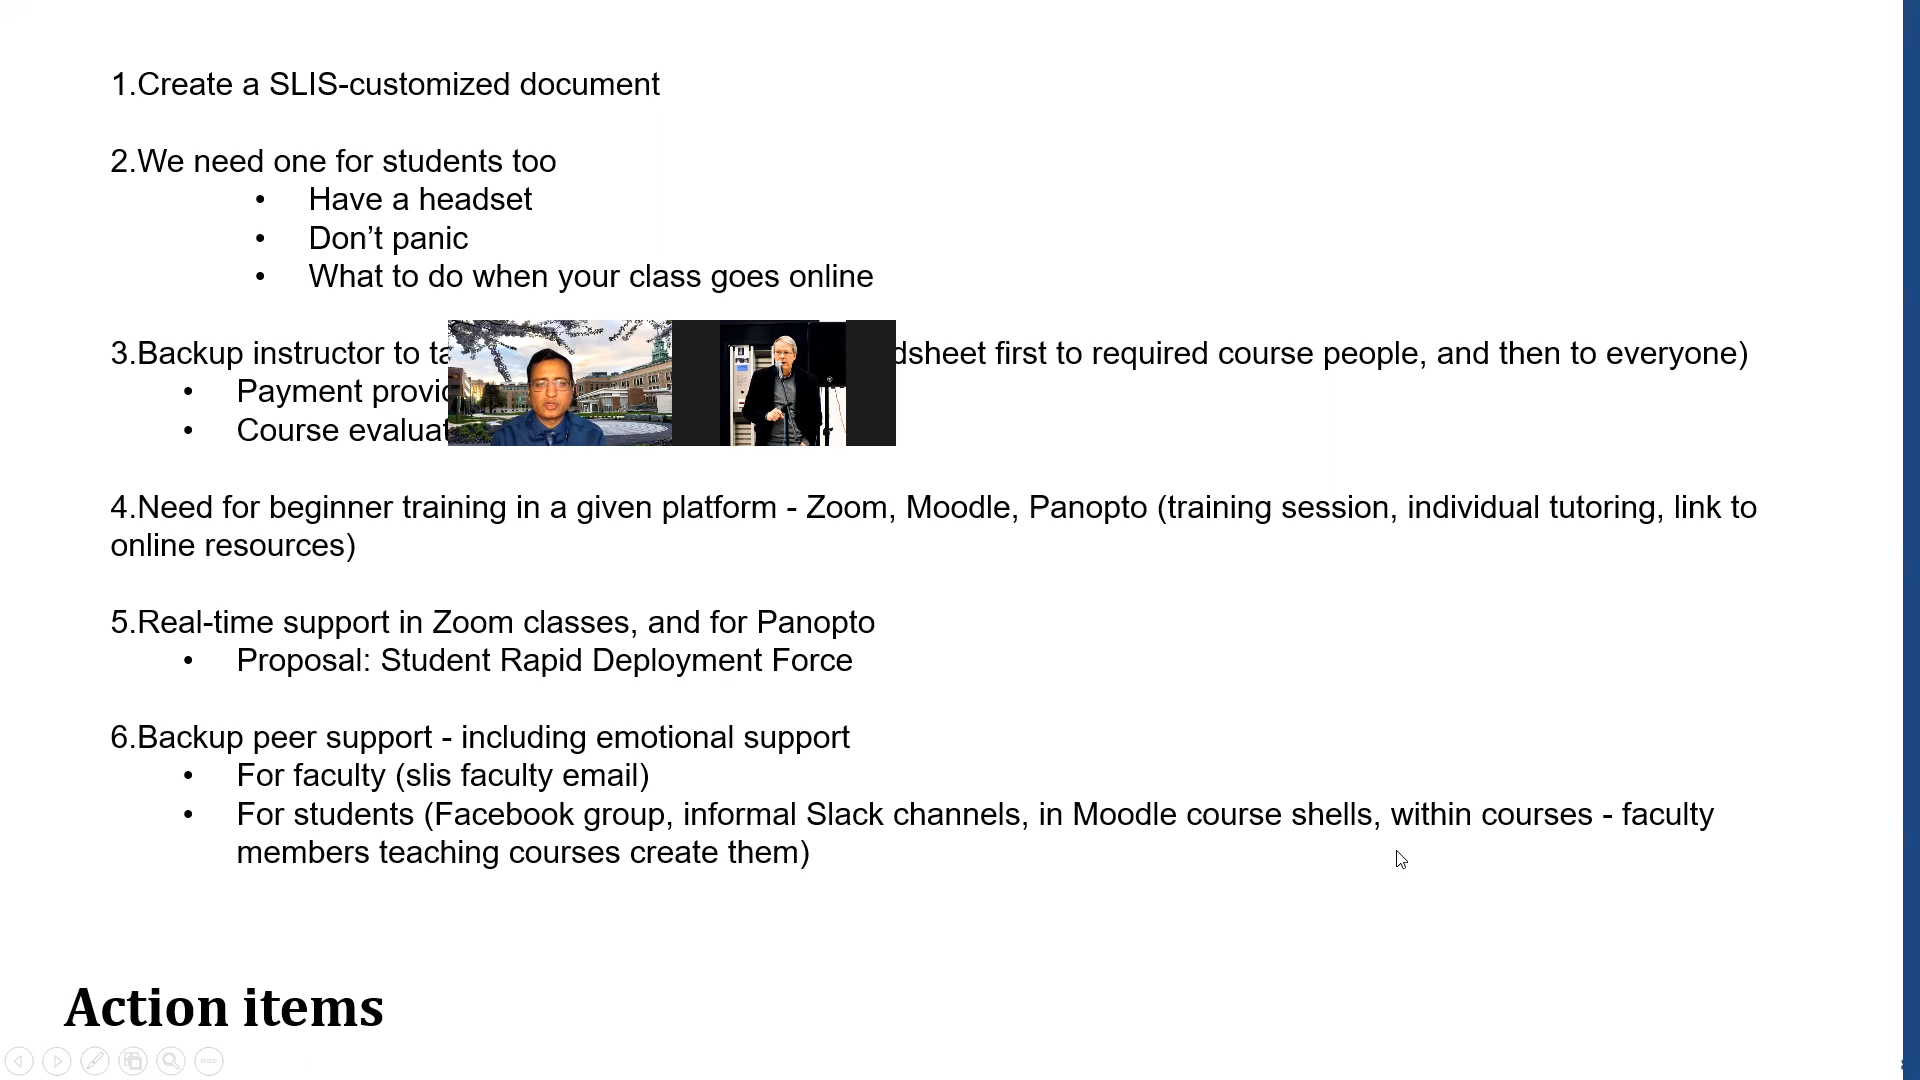 1.Create a SLIS-customized document
2.We need one for students too
• Have a headset
• Don’t panic
• What to do when your class goes online
3.Backup instructor to first to required course people, and then to everyone)
• Payment
• Course
4.Need for beginner training in a given platform - Zoom, Moodle, Panopto (training session, individual tutoring, link to
online resources)
5.Real-time support in Zoom classes, and for Panopto
• Proposal: Student Rapid Deployment Force
6.Backup peer support - including emotional support
• For faculty (slis faculty email)
• For students (Facebook group, informal Slack channels, in Moodle course shells, within courses - faculty
members teaching courses create them)
Action items